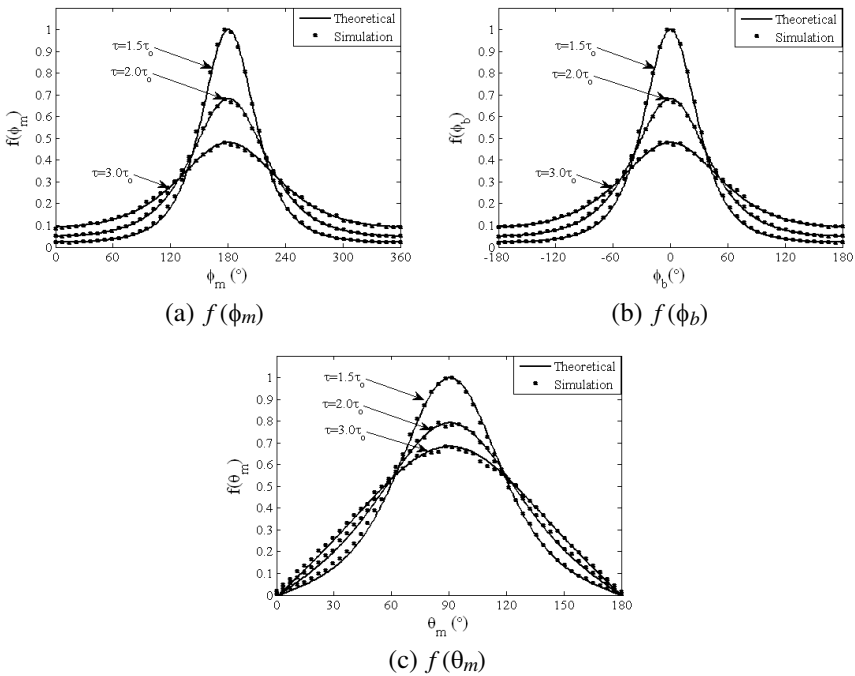 Theoretical
Simulation
τ=1.5τo
τ=2.0τo
τ=3.0τo
f(ϕm)
1
0.9
0.8
0.7
0.6
0.5
0.4
0.3
0.2
0.1
0
0 60 120 180 240 300 360
ϕm (°)
(a) f(ϕm)
Theoretical
Simulation
τ=1.5τo
τ=2.0τo
τ=3.0τo
f(ϕb)
1
0.9
0.8
0.7
0.6
0.5
0.4
0.3
0.2
0.1
0
-180 -120 -60 0 60 120 180
ϕb (°)
(b) f(ϕb)
Theoretical
Simulation
τ=1.5τo
τ=2.0τo
τ=3.0τo
f(θm)
1
0.9
0.8
0.7
0.6
0.5
0.4
0.3
0.2
0.1
0
0 30 60 90 120 150 180
θm (°)
(c) f(θm)